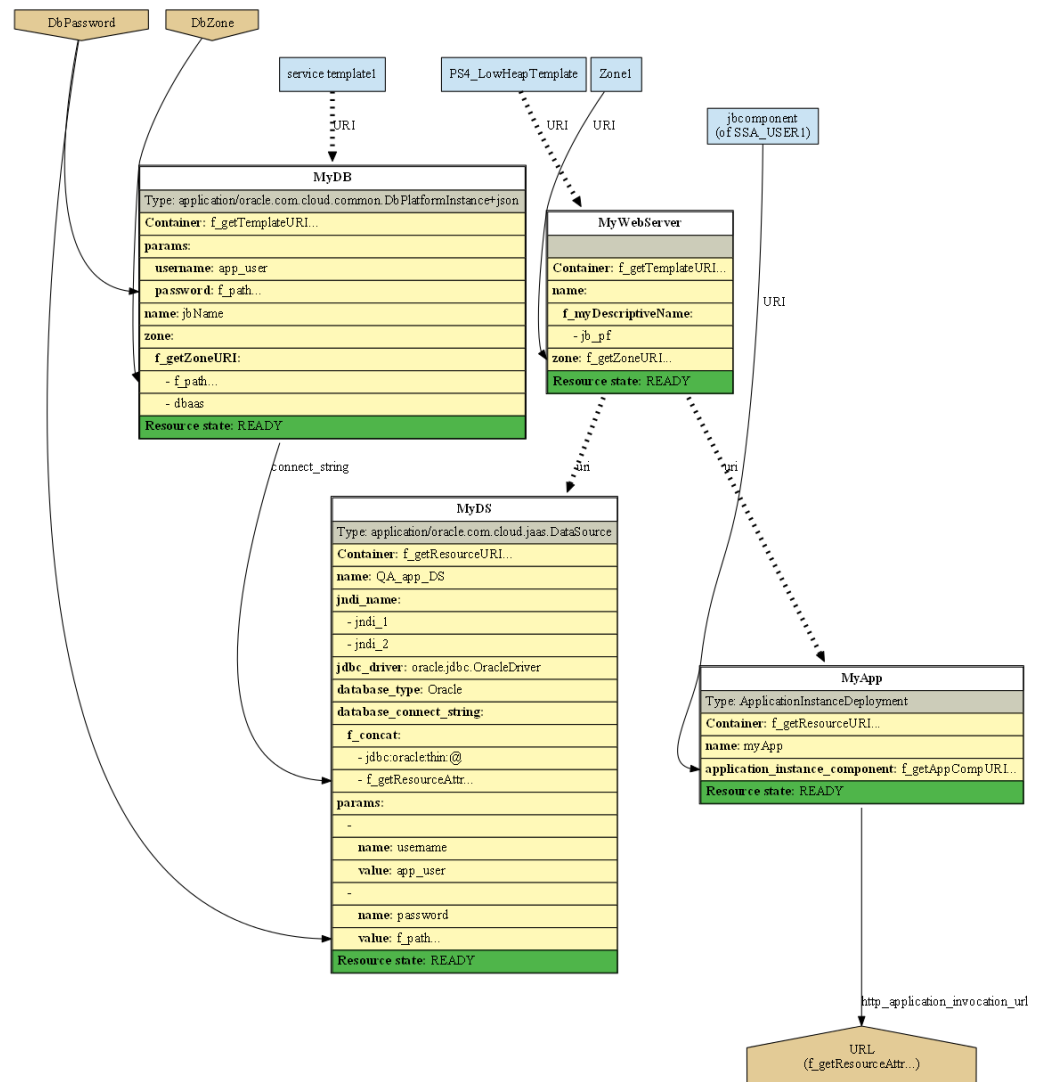 DbPassword
DbZone
service template1
PS4_LowHeapTemplate
Zone1
jbcomponent
(of SSA_USER1)
URI
URI
URI
URI
MyDB
Type: application/oracle.com.cloud.common.DbPlatformInstance+json
Container: f_getTemplateURI...
params:
username: app_user
password: f_path...
name: jbName
zone:
f_getZoneURI:
- f_path...
- dbaas
Resource state: READY
MyWebServer
Container: f_getTemplateURI...
name:
f_myDescriptiveName:
- jb_pf
zone: f_getZoneURI...
Resource state: READY
connect_string
uri
uri
MyDS
Type: application/oracle.com.cloud.jaas.DataSource
Container: f_getResourceURI...
name: QA_app_DS
jndi_name:
- jndi_1
- jndi_2
jdbc_driver: oracle.jdbc.OracleDriver
database_type: Oracle
database_connect_string:
f_concat:
- jdbc:oracle:thin:@
- f_getResourceAttr...
params:
-
name: username
value: app_user
-
name: password
value: f_path...
Resource state: READY
MyApp
Type: ApplicationInstanceDeployment
Container: f_getResourceURI...
name: myApp
application_instance_component: f_getAppCompURI...
Resource state: READY
http_application_invocation_url
URL
(f_getResourceAttr...)